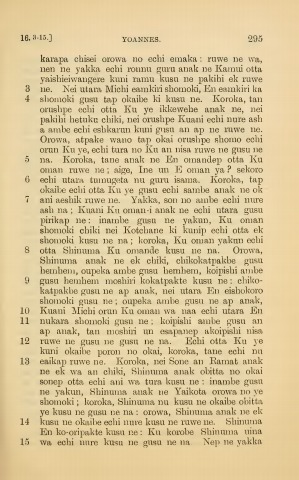 16. 3-15.] YOANNES. 295
karapa chisei orowa no echi emaka: ruwe ne wa,
nen ne yakka echi ronnu guru anak ne Kamui otta
yaishieiwangere kuni ramu kusu ne pakihi ek ruwe
3 ne. Nei utara Michi eamkiri shomoki, En eamkiri ka
4 shomoki gusu tap okaibe ki kusu ne. Koroka, tan
orushpe echi otta Ku ye ikkewehe anak ne, nei
pakihi hetuku chiki, nei orushpe Kuani echi nure ash
a ambe echi eshkarun kuni gusu an ap ne ruwe ne.
Orowa, atpake wano tap okai orushpe shomo echi
orun Ku ye, echi tura no Ku an nisa ruwe ne gusu ne
5 na. Koroka, tane anak ne En omandep otta Ku
oman ruwe ne; aige, Ine un E oman ya? sekoro
6 echi utara tumugeta nu guru isama. Koroka, tap
okaibe echi otta Ku ye gusu echi sambe anak ne ok
7 ani aeshik ruwe ne. Yakka, son no ambe echi nure
ash na; Kuani Ku oman-i anak ne echi utara gusu
pirikap ne: inambe gusu ne yakun, Ku oman
shomoki chiki nei Kotchane ki kunip echi otta ek
shomoki kusu ne na; koroka, Ku oman yakun echi
8 otta Shinuma Ku omande kusu ne na. Orowa,
Shinuma anak ne ek chiki, chikokatpakbe gusu
hembem, oupeka ambe gusu hembem, koipishi ambe
9 gusu hembem moshiri kokatpakte kusu ne: chiko-
katpakbe gusu ne ap anak, nei utara En eishokoro
shomoki gusu ne; oupeka ambe gusu ne ap anak,
10 Kuani Michi orun Ku oman wa naa echi utara En
11 nukara shomoki gusu ne; koipishi ambe gusu an
ap anak, tan moshiri un esapanep akoipishi nisa
12 ruwe ne gusu ne gusu ne na. Echi otta Ku ye
kuni okaibe poron no okai, koroka, tane echi nu
13 eaikap ruwe ne. Koroka, nei Sone an Ramat anak
ne ek wa an chiki, Shinuma anak obitta no okai
sonep otta echi ani wa tura kusu ne: inambe gusu
ne yakun, Shinuma anak ne Yaikota orowa no ye
shomoki; koroka, Shinuma nu kusu ne okaibe obitta
ye kusu ne gusu ne na: orowa, Shinuma anak ne ek
14 kusu ne okaibe echi nure kusu ne ruwe ne. Shinuma
En ko-oripakte kusu ne: Ku korobe Shinuma uina
15 wa echi nure kusu ne gusu ne na Nep ne yakka